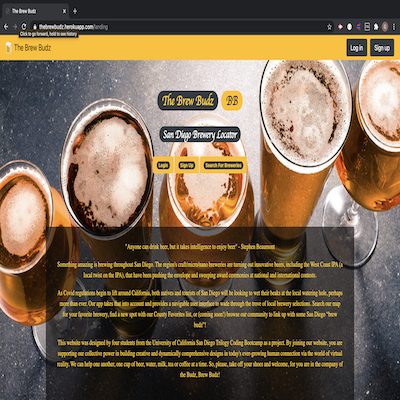 The Brew Budz
thebrewbudz.herokuapp.com/landing
Click to go forward, hold to see history
The Brew Budz
Log in
Sign up
The Brew Budz
BB
San Diego Brewery Locator
Login
Sign Up
Search For Breweries
"Anyone can drink beer, but it takes intelligence to enjoy beer" - Stephen Beaumont
Something amazing is brewing throughout San Diego. The region's craft/micro/nano breweries are turning out innovative beers, including the West Coast IPA (a
local twist on the IPA), that have been pushing the envelope and sweeping award ceremonies at national and international contests.
As Covid regulations begin to lift around California, both natives and tourists of San Diego will be looking to wet their beaks at the local watering hole, perhaps
more than ever. Our app takes that into account and provides a navigable user interface to wade through the trove of local brewery selections. Search our map
for your favorite brewery, find a new spot with our County Favorites list, or (coming soon!) browse our community to link up with some San Diego "brew
budz"!
This website was designed by four students from the University of California San Diego Trilogy Coding Bootcamp as a project. By joining our website, you are
supporting our collective power in building creative and dynamically comprehensive designs in today's ever-growing human connection via the world of virtual
reality. We can help one another, one cup of beer, water, milk, tea or coffee at a time. So, please, take off your shoes and welcome, for you are in the company of
the Budz, Brew Budz!